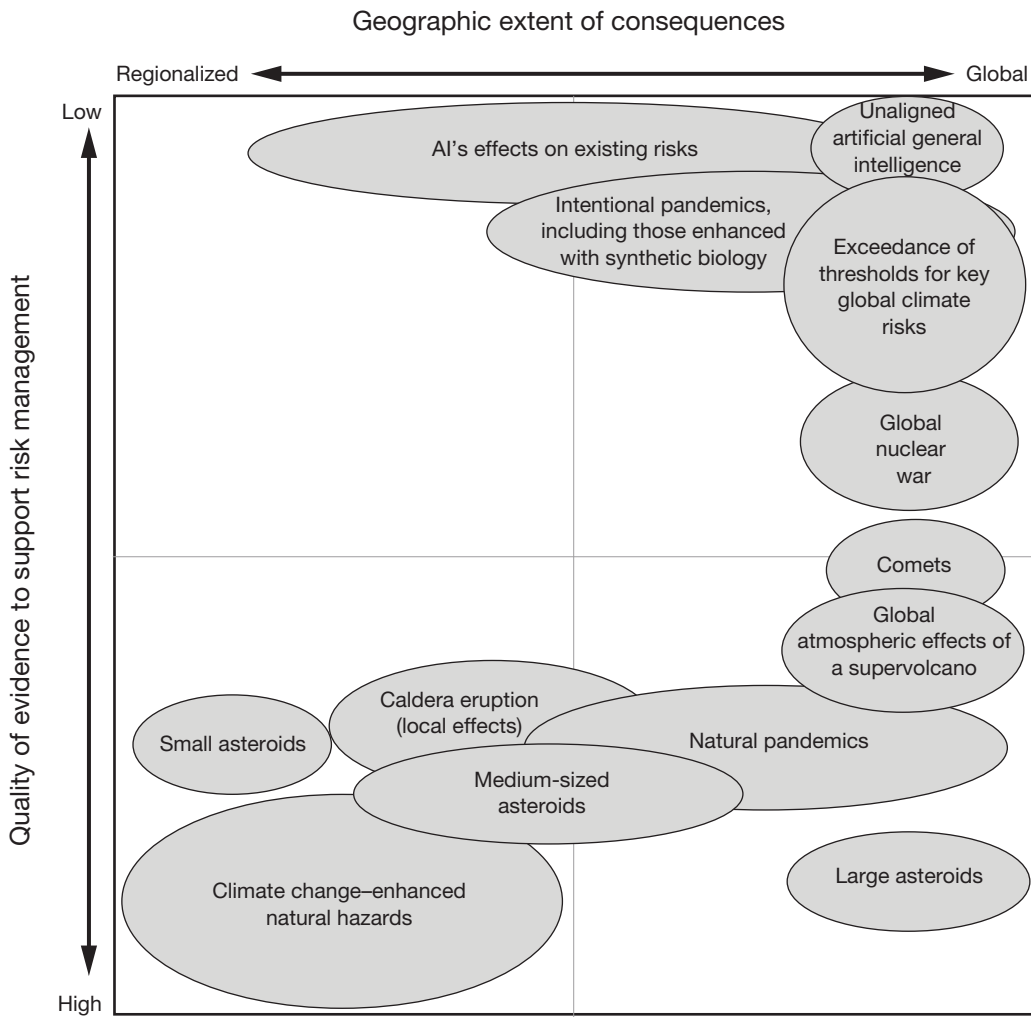 Geographic extent of consequences
Regionalized
Global
Low
Quality of evidence to support risk management
High
AI's effects on existing risks
Unaligned
artificial general
intelligence
Intentional pandemics,
including those enhanced
with synthetic biology
Exceedance of
thresholds for key
global climate
risks
Global
nuclear
war
Comets
Global
atmospheric effects of
a supervolcano
Caldera eruption
(local effects)
Small asteroids
Natural pandemics
Medium-sized
asteroids
Large asteroids
Climate change–enhanced
natural hazards